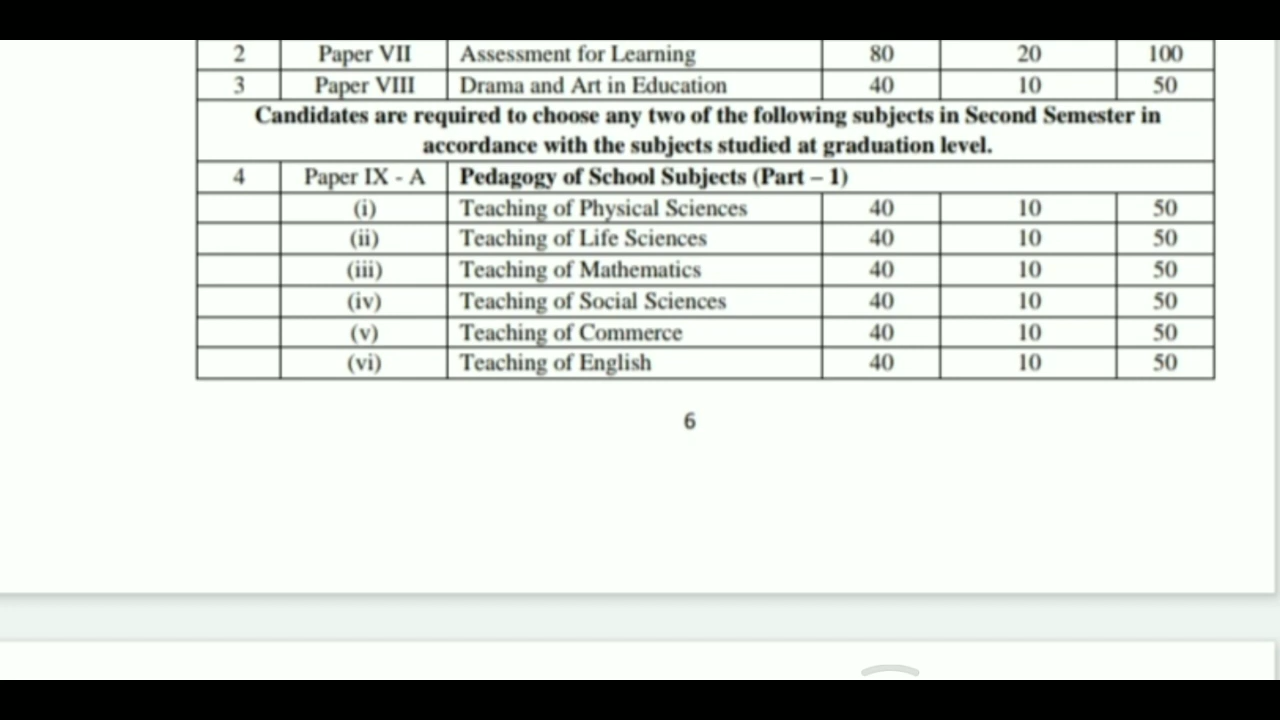 2 Paper VII Assessment for Learning 80 20 100
3 Paper VIII Drama and Art in Education 40 10 50
Candidates are required to choose any two of the following subjects in Second Semester in
accordance with the subjects studied at graduation level.
4 Paper IX - A Pedagogy of School Subjects (Part – 1)
(i) Teaching of Physical Sciences 40 10 50
(ii) Teaching of Life Sciences 40 10 50
(iii) Teaching of Mathematics 40 10 50
(iv) Teaching of Social Sciences 40 10 50
(v) Teaching of Commerce 40 10 50
(vi) Teaching of English 40 10 50
6